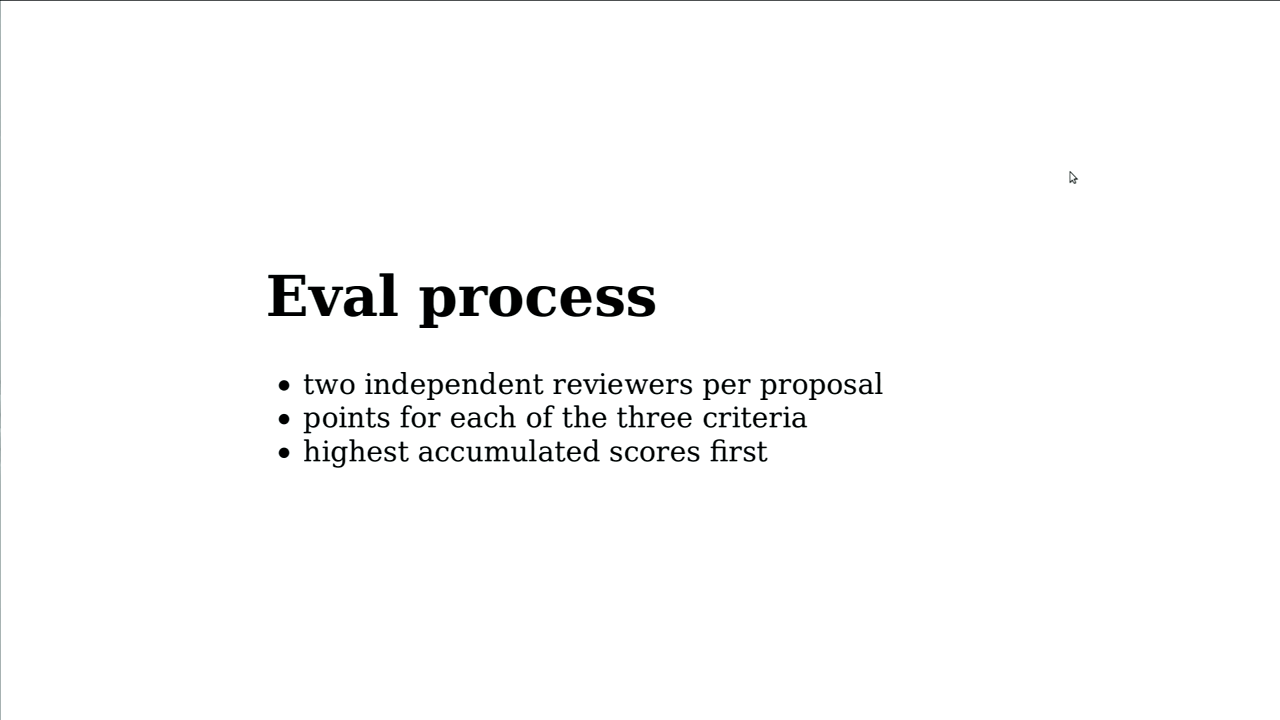 Eval process
two independent reviewers per proposal
points for each of the three criteria
highest accumulated scores first